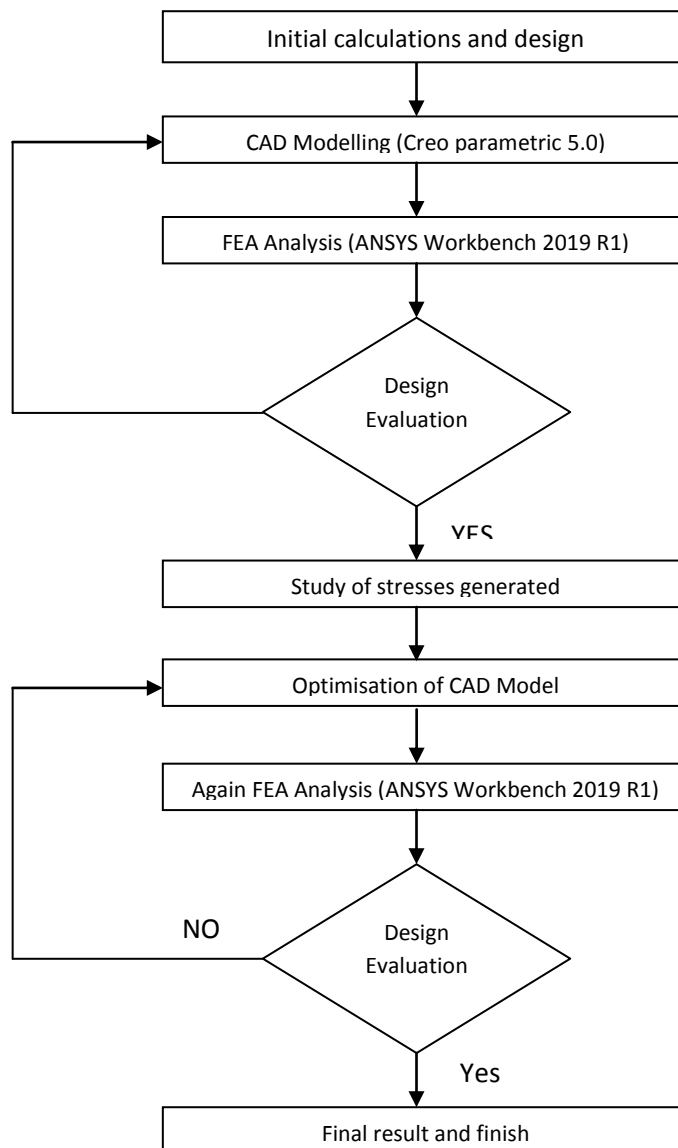 Initial calculations and design
CAD Modelling (Creo parametric 5.0)
FEA Analysis (ANSYS Workbench 2019 R1)
Design
Evaluation
YES
Study of stresses generated
Optimisation of CAD Model
Again FEA Analysis (ANSYS Workbench 2019 R1)
NO
Design
Evaluation
Yes
Final result and finish